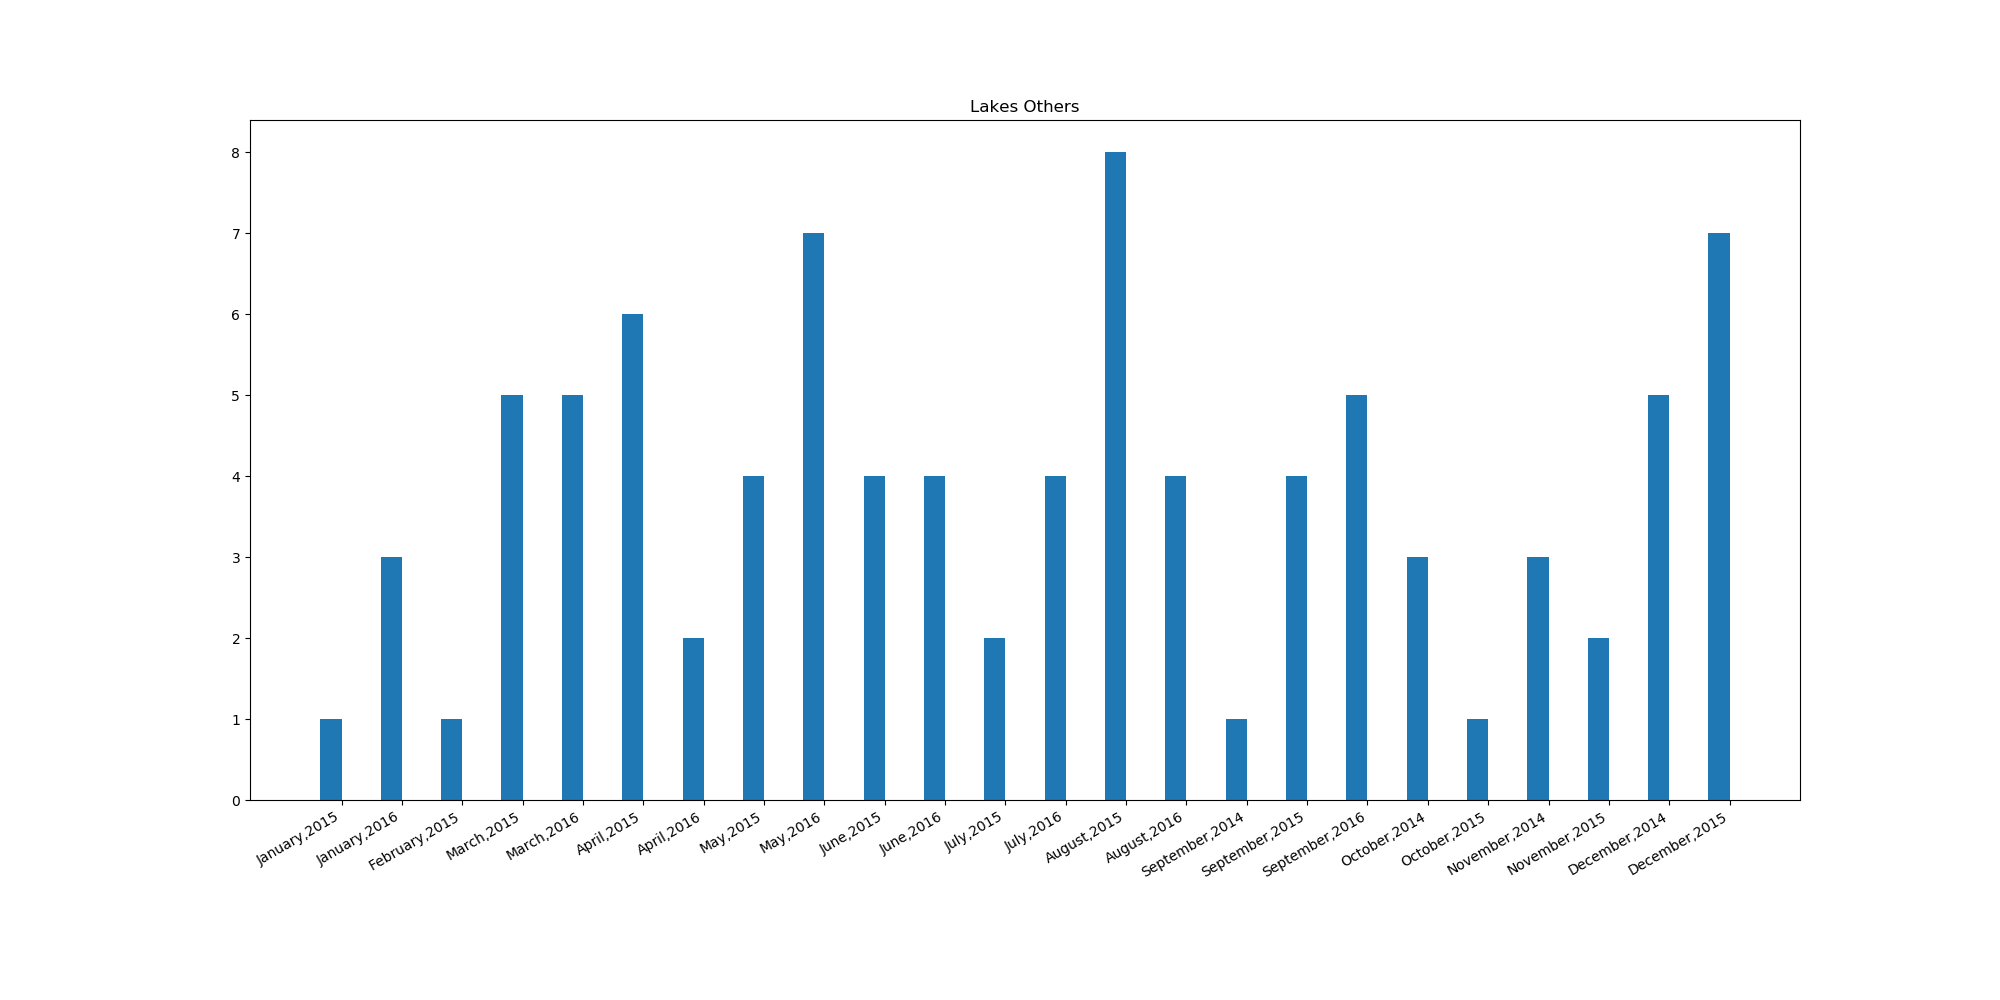 Lakes Others
8
7
6
5
4
3
2
1
0
January,2015
January,2016
February,2015
March,2015
March,2016
April,2015
April,2016
May,2015
May,2016
June,2015
June,2016
July,2015
July,2016
August,2015
August,2016
September,2014
September,2015
September,2016
October,2014
October,2015
November,2014
November,2015
December,2014
December,2015